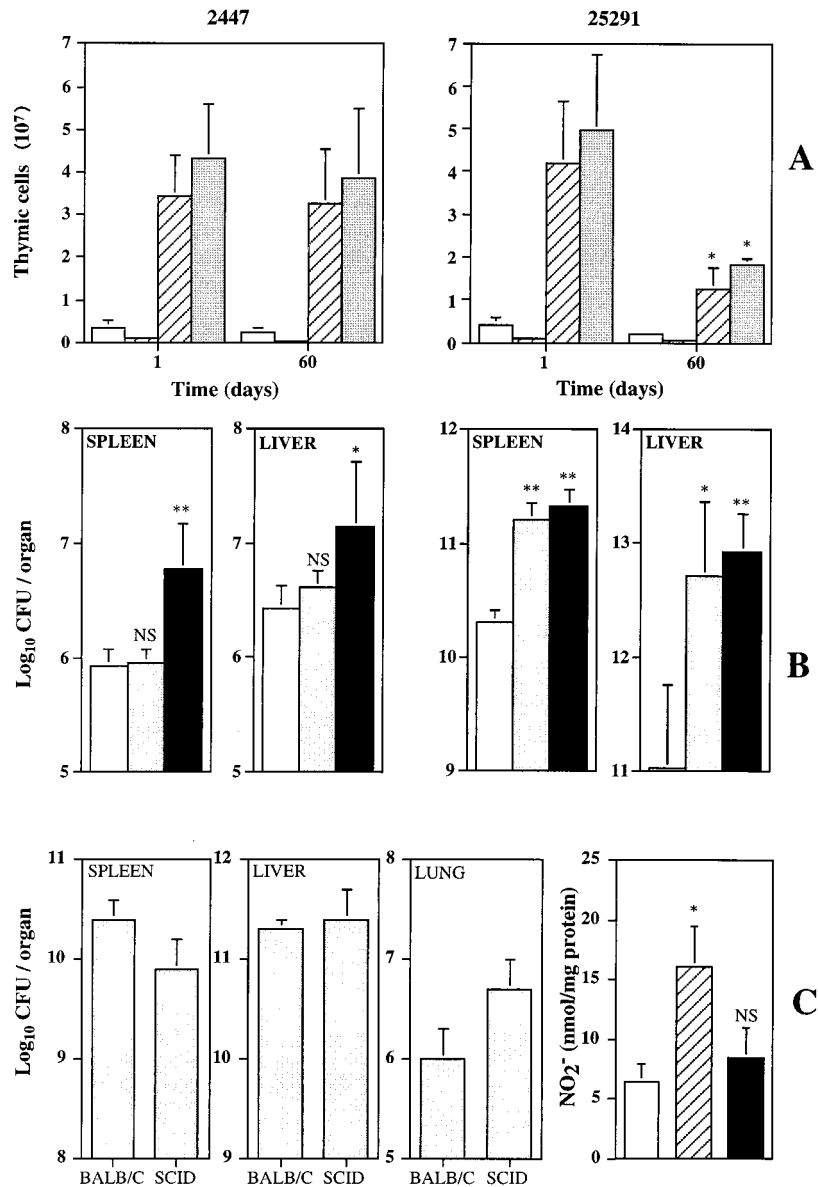 2447
25291
7
6
5
4
3
2
1
0
Thymic cells (10⁷)
1
60
Time (days)
7
6
5
4
3
2
1
0
*
*
1
60
Time (days)
A
8
7
6
5
Log₁₀ CFU / organ
SPLEEN
NS
**
8
7
6
5
LIVER
NS
*
12
11
10
9
SPLEEN
**
**
14
13
12
11
LIVER
*
**
B
11
10
9
8
Log₁₀ CFU / organ
SPLEEN
BALB/C SCID
12
11
10
9
LIVER
BALB/C SCID
8
7
6
5
LUNG
BALB/C SCID
25
20
15
10
5
0
NO₂⁻ (nmol/mg protein)
*
NS
C